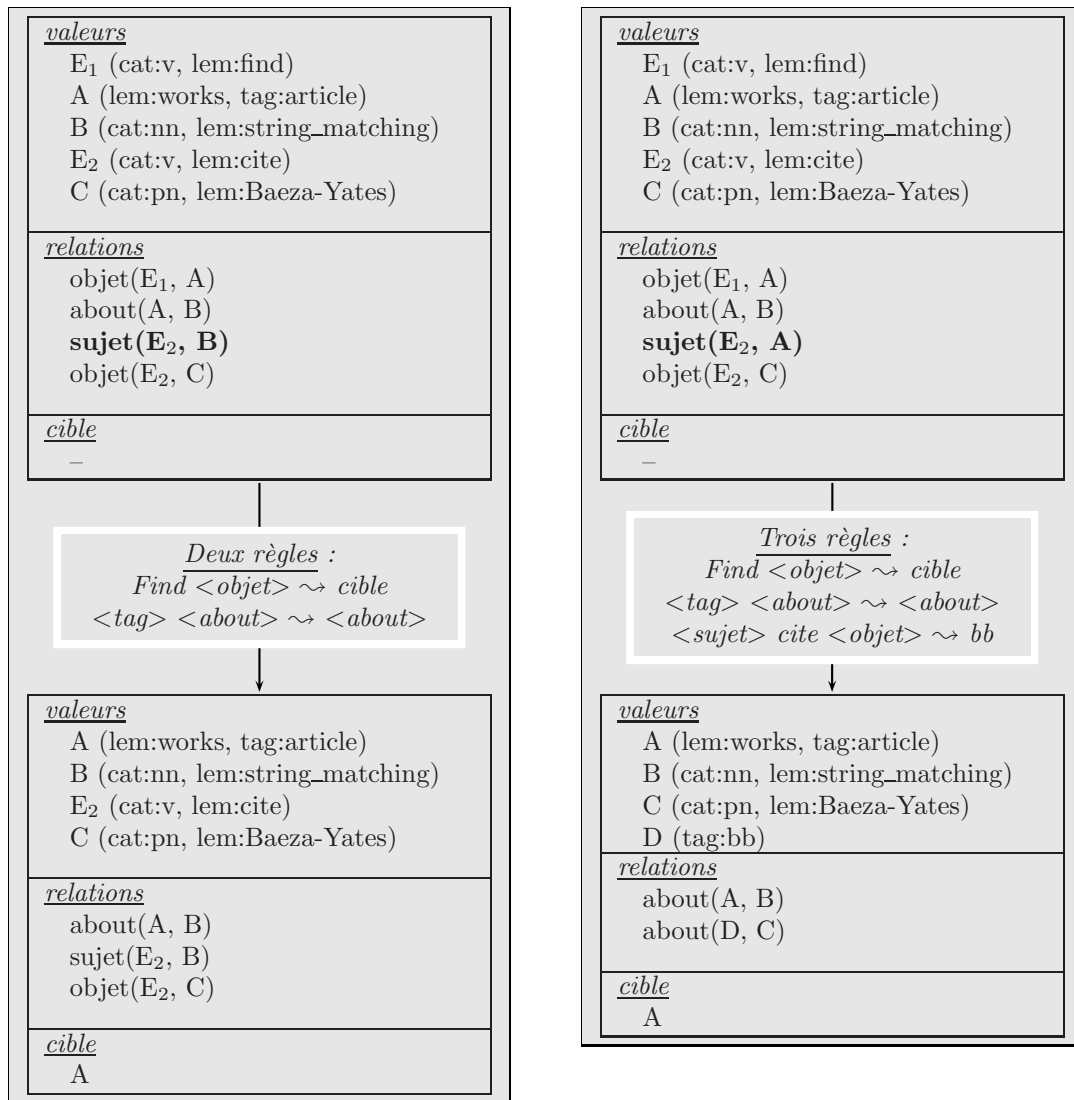 valeurs
E₁ (cat:v, lem:find)
A (lem:works, tag:article)
B (cat:nn, lem:string_matching)
E₂ (cat:v, lem:cite)
C (cat:pn, lem:Baeza-Yates)
relations
objet(E₁, A)
about(A, B)
sujet(E₂, B)
objet(E₂, C)
cible
–
Deux règles :
Find <objet> ⤳ cible
<tag> <about> ⤳ <about>
valeurs
A (lem:works, tag:article)
B (cat:nn, lem:string_matching)
E₂ (cat:v, lem:cite)
C (cat:pn, lem:Baeza-Yates)
relations
about(A, B)
sujet(E₂, B)
objet(E₂, C)
cible
A
valeurs
E₁ (cat:v, lem:find)
A (lem:works, tag:article)
B (cat:nn, lem:string_matching)
E₂ (cat:v, lem:cite)
C (cat:pn, lem:Baeza-Yates)
relations
objet(E₁, A)
about(A, B)
sujet(E₂, A)
objet(E₂, C)
cible
–
Trois règles :
Find <objet> ⤳ cible
<tag> <about> ⤳ <about>
<sujet> cite <objet> ⤳ bb
valeurs
A (lem:works, tag:article)
B (cat:nn, lem:string_matching)
C (cat:pn, lem:Baeza-Yates)
D (tag:bb)
relations
about(A, B)
about(D, C)
cible
A